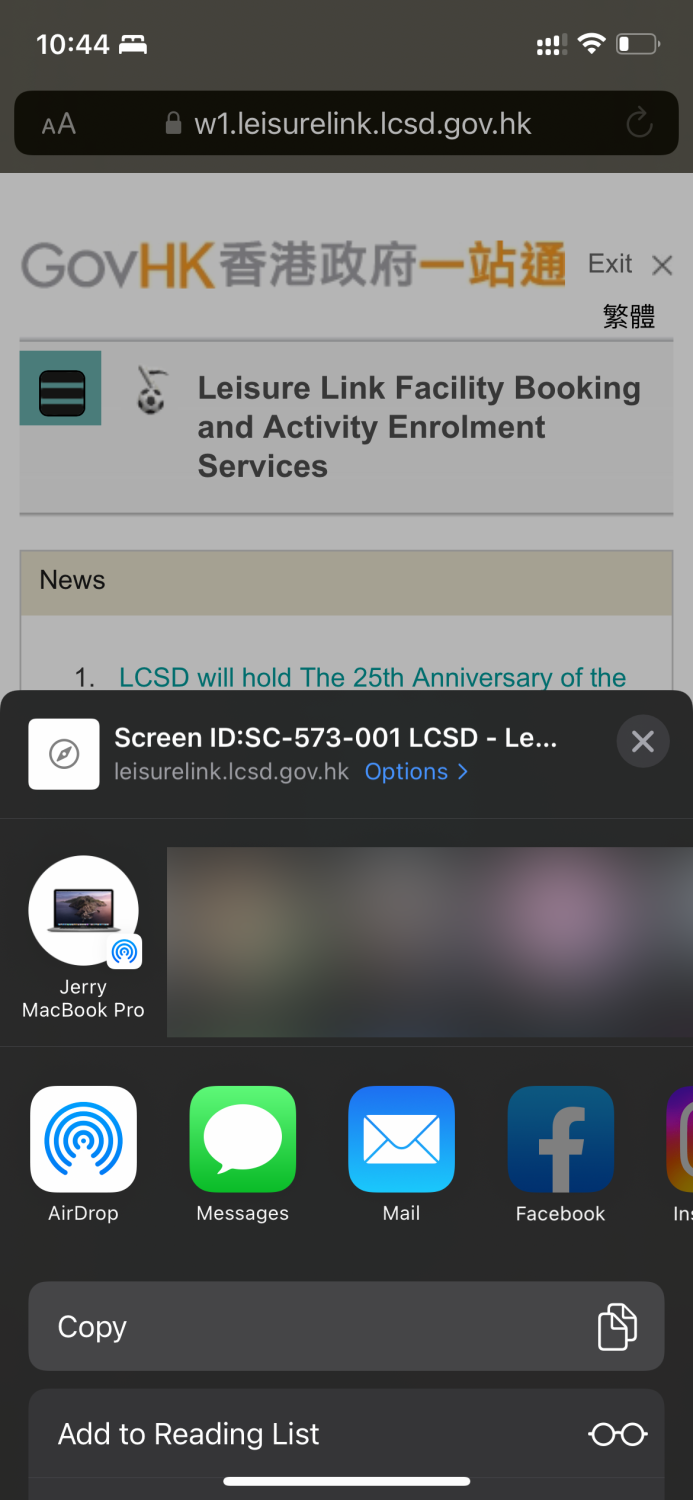 10:44
AA w1.leisurelink.lcsd.gov.hk
GovHK香港政府一站通 Exit
繁體
Leisure Link Facility Booking
and Activity Enrolment
Services
News
1. LCSD will hold The 25th Anniversary of the
Screen ID:SC-573-001 LCSD - Le...
leisurelink.lcsd.gov.hk Options
Jerry
MacBook Pro
AirDrop Messages Mail Facebook Ins
Copy
Add to Reading List